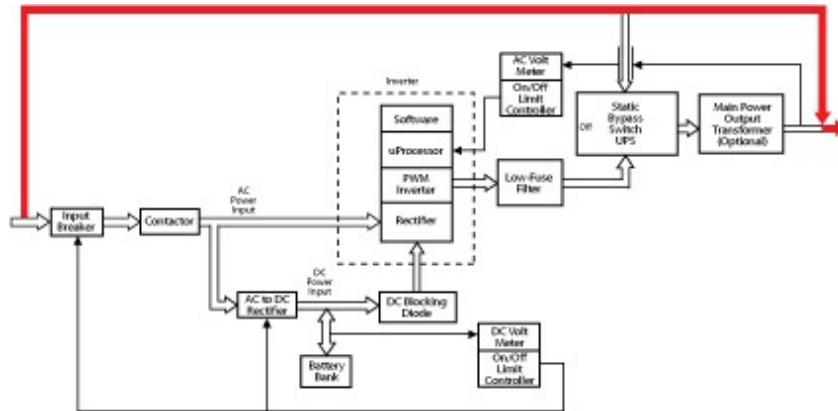 Inverter
Software
uProcessor
PWM
Inverter
Rectifier
AC Volt
Meter
On/Off
Limit
Controller
Off
Static
Bypass
Switch
UPS
Main Power
Output
Transformer
(Optional)
Low-Fuse
Filter
AC
Power
Input
Input
Breaker
Contactor
DC
Power
Input
AC to DC
Rectifier
DC Blocking
Diode
Battery
Bank
DC Volt
Meter
On/Off
Limit
Controller